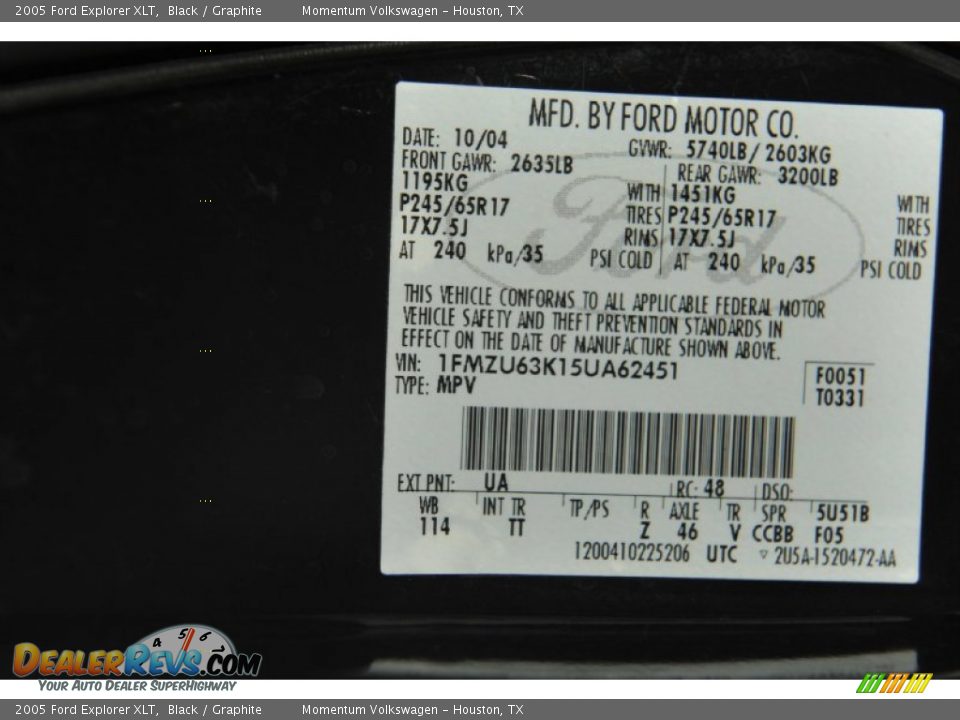 2005 Ford Explorer XLT, Black / Graphite Momentum Volkswagen - Houston, TX
MFD. BY FORD MOTOR CO.
DATE: 10/04 GVWR: 5740LB/ 2603KG
FRONT GAWR: 2635LB REAR GAWR: 3200LB
1195KG WITH 1451KG WITH
P245/65R17 TIRES P245/65R17 TIRES
17X7.5J RIMS 17X7.5J RIMS
AT 240 kPa/35 PSI COLD AT 240 kPa/35 PSI COLD
Ford
THIS VEHICLE CONFORMS TO ALL APPLICABLE FEDERAL MOTOR
VEHICLE SAFETY AND THEFT PREVENTION STANDARDS IN
EFFECT ON THE DATE OF MANUFACTURE SHOWN ABOVE.
VIN: 1FMZU63K15UA62451
TYPE: MPV
F0051
T0331
EXT PNT: UA RC: 48 DSO:
WB INT TR TP/PS R AXLE TR SPR 5U51B
114 TT Z 46 V CCBB F05
1200410225206 UTC ▽ 2U5A-1520472-AA
4 5 6
DEALERREVS.COM
YOUR AUTO DEALER SUPERHIGHWAY
2005 Ford Explorer XLT, Black / Graphite Momentum Volkswagen - Houston, TX